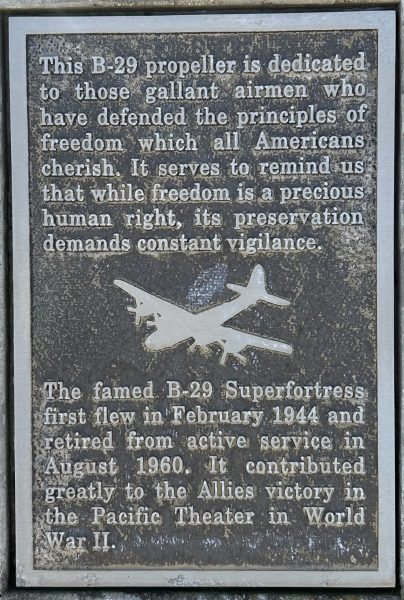 This B-29 propeller is dedicated
to those gallant airmen who
have defended the principles of
freedom which all Americans
cherish. It serves to remind us
that while freedom is a precious
human right, its preservation
demands constant vigilance.
The famed B-29 Superfortress
first flew in February 1944 and
retired from active service in
August 1960. It contributed
greatly to the Allies victory in
the Pacific Theater in World
War II.